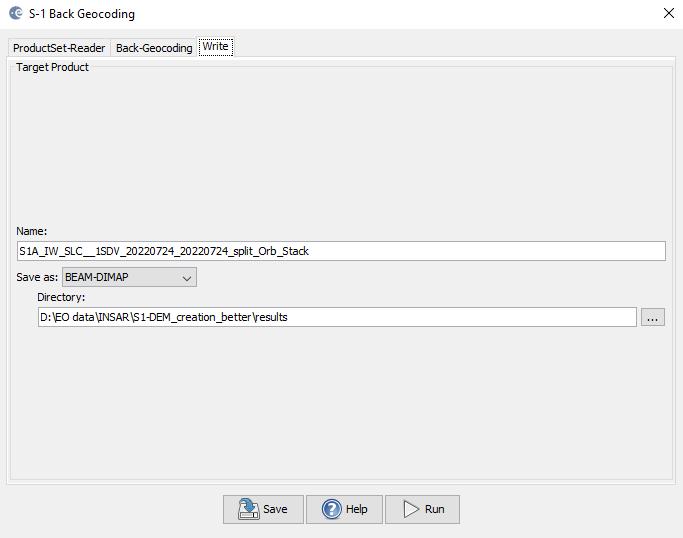 S-1 Back Geocoding
ProductSet-Reader Back-Geocoding Write
Target Product
Name:
S1A_IW_SLC__1SDV_20220724_20220724_split_Orb_Stack
Save as: BEAM-DIMAP
Directory:
D:\EO data\INSAR\S1-DEM_creation_better\results
...
Save Help Run